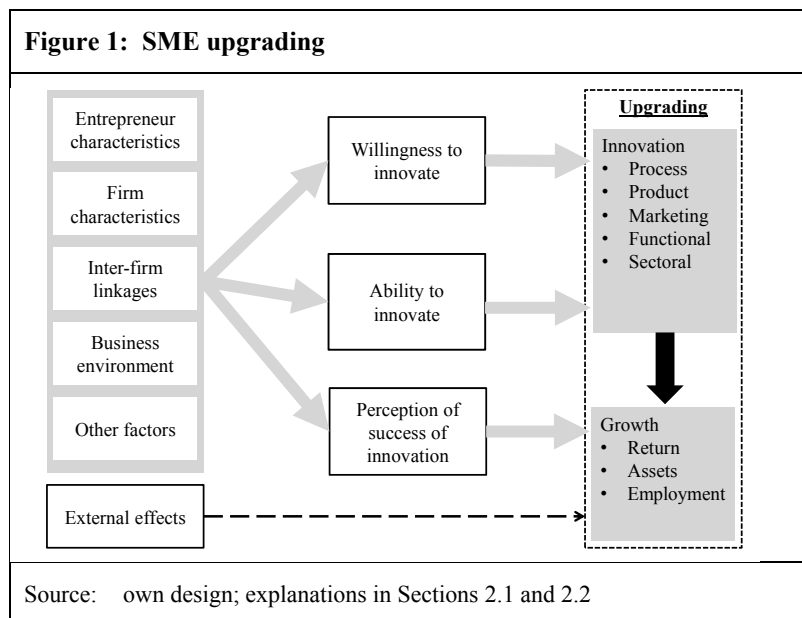 Figure 1: SME upgrading
Entrepreneur
characteristics
Firm
characteristics
Inter-firm
linkages
Business
environment
Other factors
External effects
Willingness to
innovate
Ability to
innovate
Perception of
success of
innovation
Upgrading
Innovation
• Process
• Product
• Marketing
• Functional
• Sectoral
Growth
• Return
• Assets
• Employment
Source: own design; explanations in Sections 2.1 and 2.2